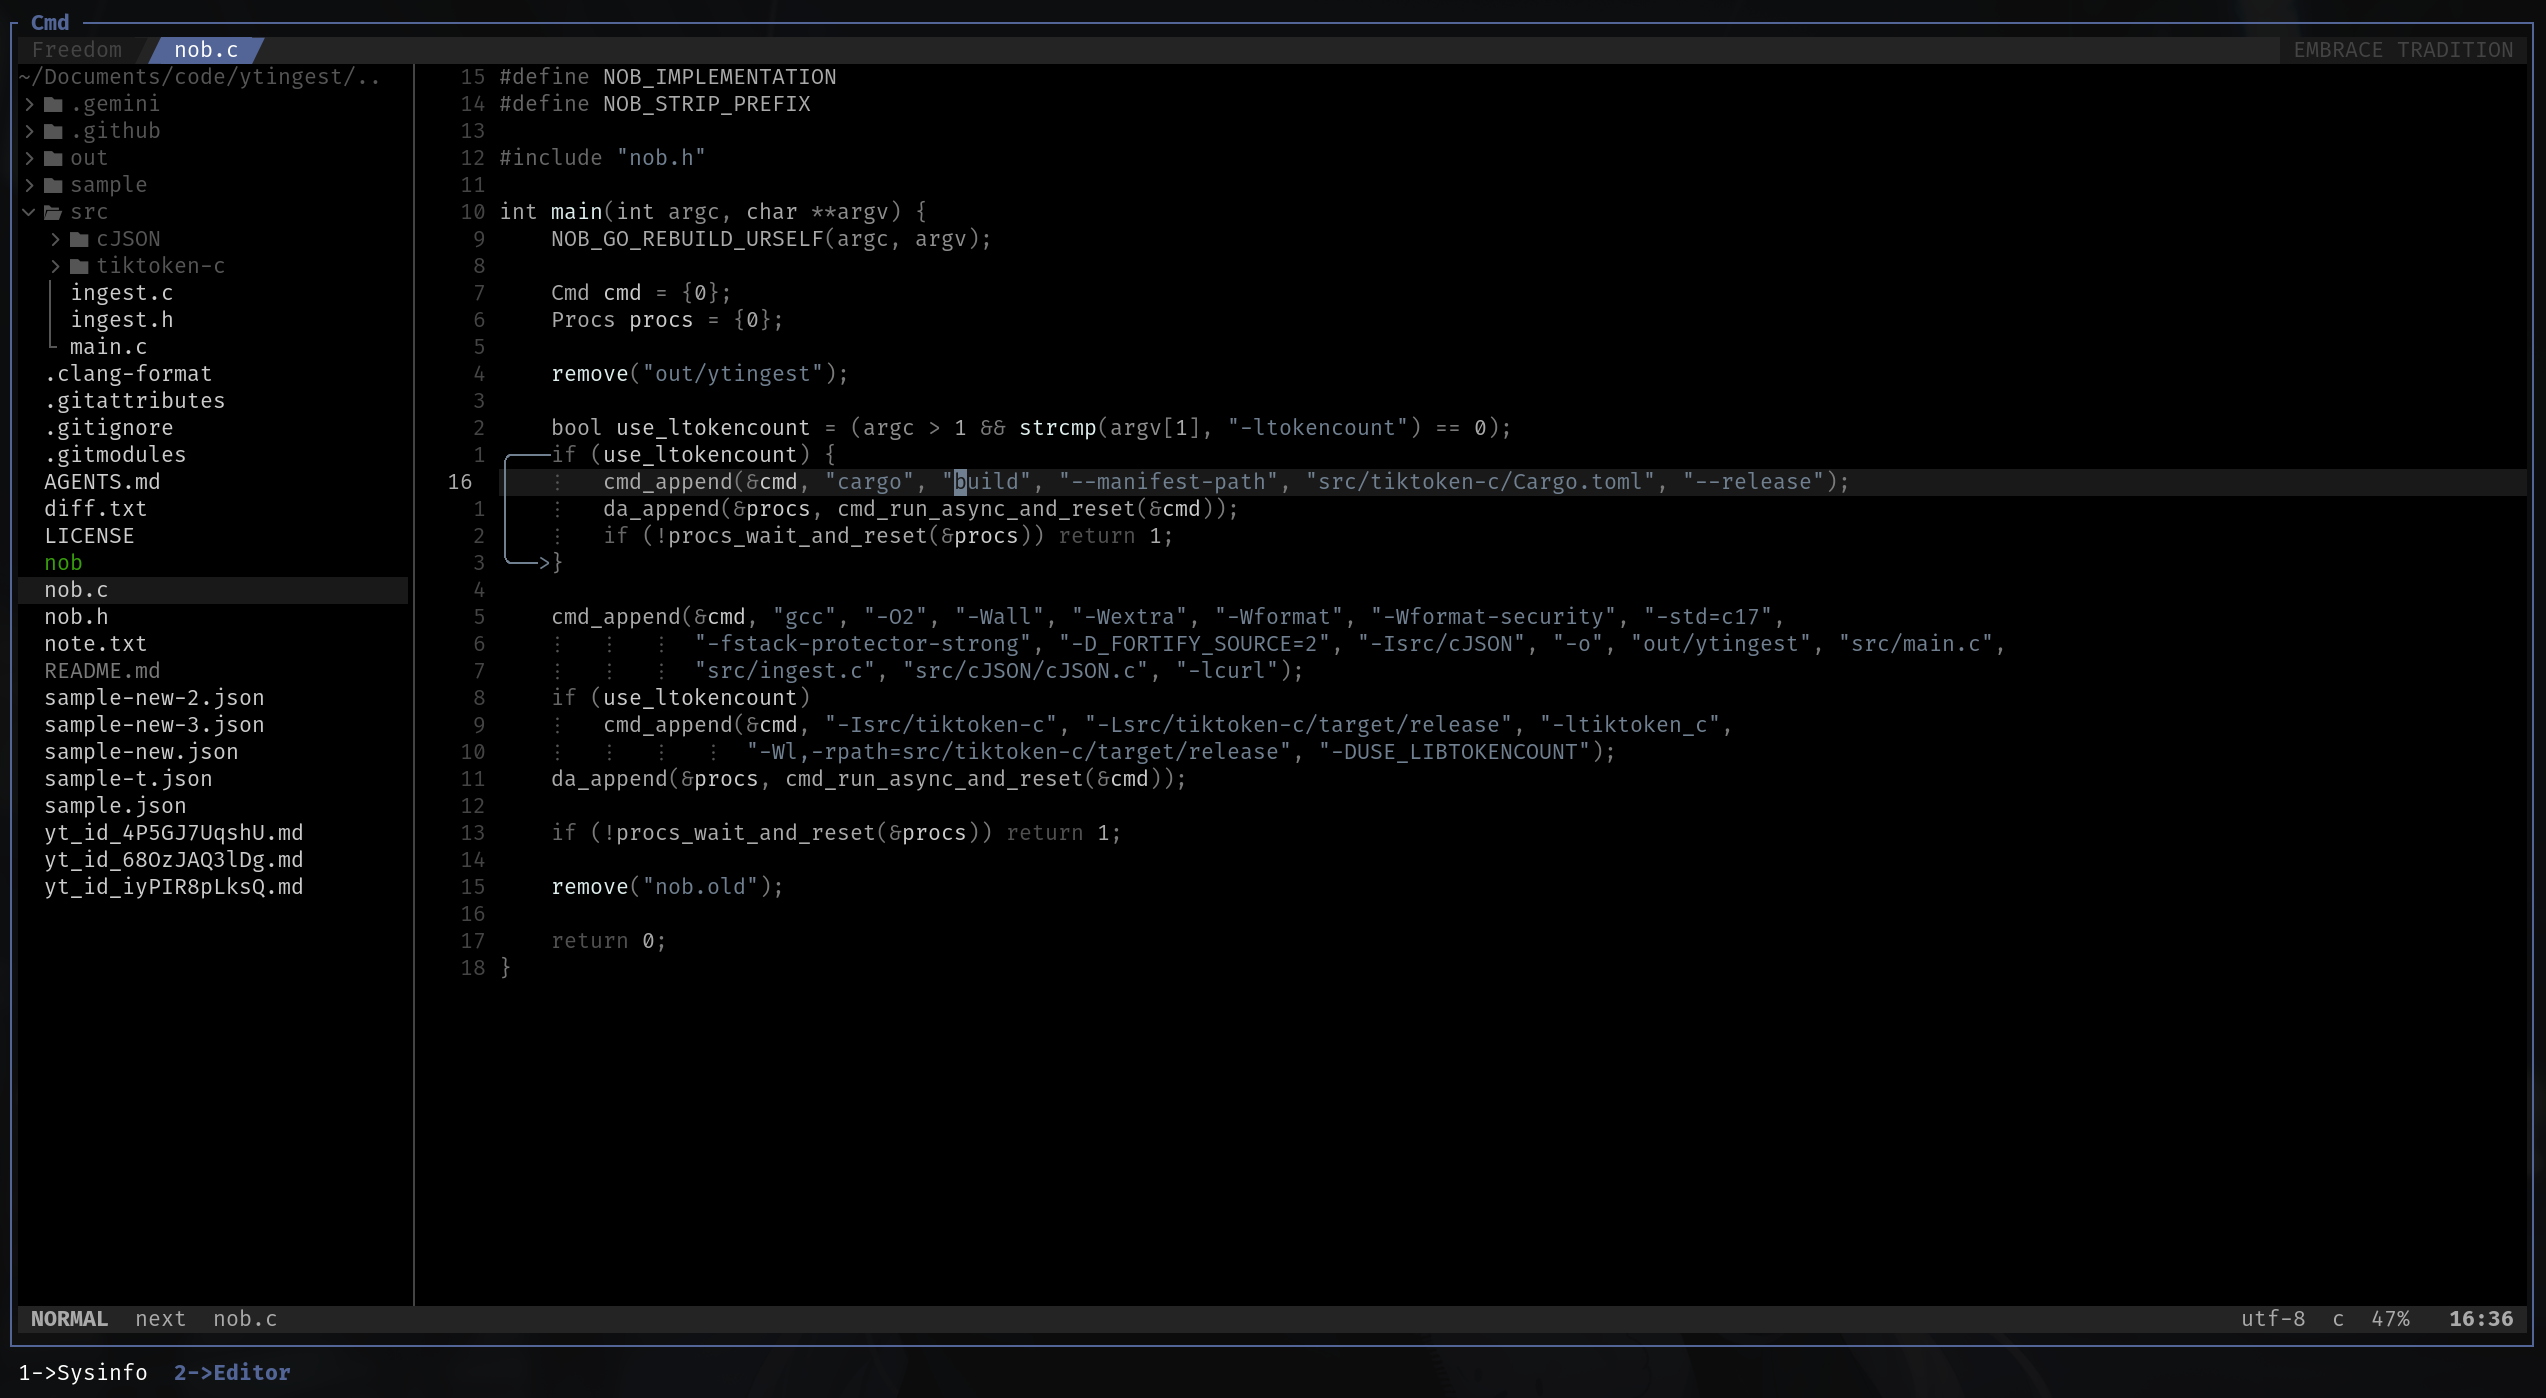 Cmd
Freedom nob.c EMBRACE TRADITION
~/Documents/code/ytingest/..
.gemini
.github
out
sample
src
cJSON
tiktoken-c
ingest.c
ingest.h
main.c
.clang-format
.gitattributes
.gitignore
.gitmodules
AGENTS.md
diff.txt
LICENSE
nob
nob.c
nob.h
note.txt
README.md
sample-new-2.json
sample-new-3.json
sample-new.json
sample-t.json
sample.json
yt_id_4P5GJ7UqshU.md
yt_id_68OzJAQ3lDg.md
yt_id_iyPIR8pLksQ.md
15 #define NOB_IMPLEMENTATION
14 #define NOB_STRIP_PREFIX
13
12 #include "nob.h"
11
10 int main(int argc, char **argv) {
9 NOB_GO_REBUILD_URSELF(argc, argv);
8
7 Cmd cmd = {0};
6 Procs procs = {0};
5
4 remove("out/ytingest");
3
2 bool use_ltokencount = (argc > 1 && strcmp(argv[1], "-ltokencount") == 0);
1 if (use_ltokencount) {
16 cmd_append(&cmd, "cargo", "build", "--manifest-path", "src/tiktoken-c/Cargo.toml", "--release");
1 da_append(&procs, cmd_run_async_and_reset(&cmd));
2 if (!procs_wait_and_reset(&procs)) return 1;
3 }
4
5 cmd_append(&cmd, "gcc", "-O2", "-Wall", "-Wextra", "-Wformat", "-Wformat-security", "-std=c17",
6 "-fstack-protector-strong", "-D_FORTIFY_SOURCE=2", "-Isrc/cJSON", "-o", "out/ytingest", "src/main.c",
7 "src/ingest.c", "src/cJSON/cJSON.c", "-lcurl");
8 if (use_ltokencount)
9 cmd_append(&cmd, "-Isrc/tiktoken-c", "-Lsrc/tiktoken-c/target/release", "-ltiktoken_c",
10 "-Wl,-rpath=src/tiktoken-c/target/release", "-DUSE_LIBTOKENCOUNT");
11 da_append(&procs, cmd_run_async_and_reset(&cmd));
12
13 if (!procs_wait_and_reset(&procs)) return 1;
14
15 remove("nob.old");
16
17 return 0;
18 }
NORMAL next nob.c utf-8 c 47% 16:36
1->Sysinfo 2->Editor